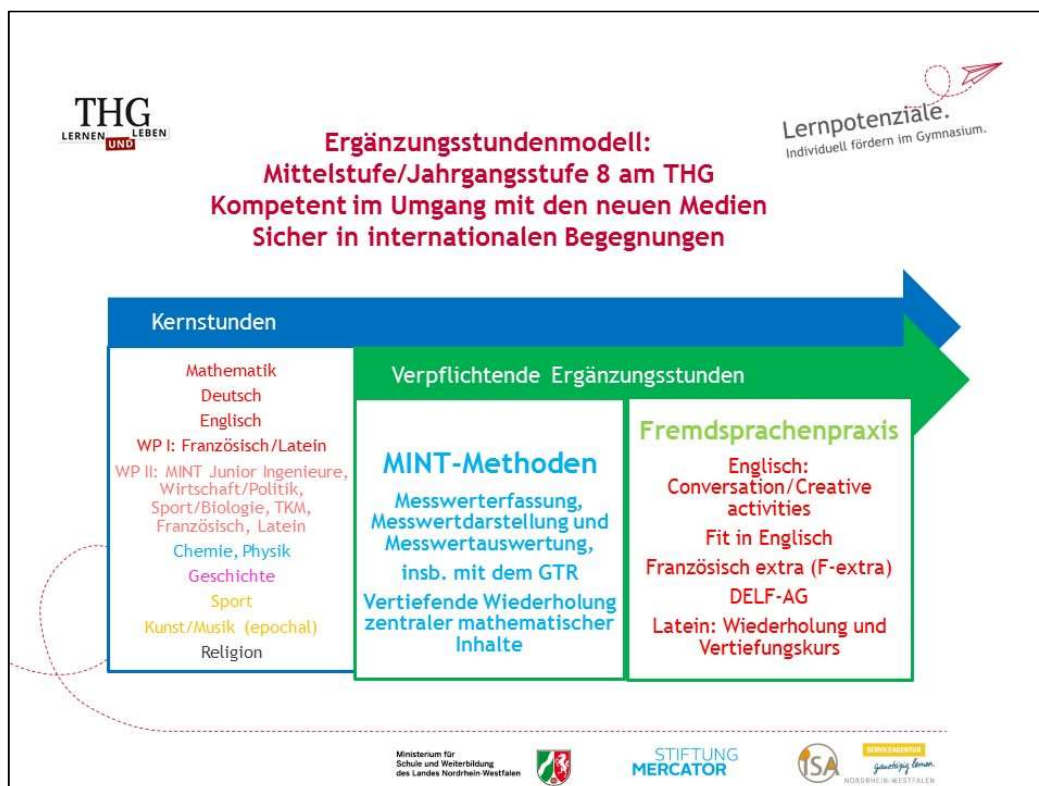 THG
LERNEN UND LEBEN
Lernpotenziale.
Individuell fördern im Gymnasium.
Ergänzungsstundenmodell:
Mittelstufe/Jahrgangsstufe 8 am THG
Kompetent im Umgang mit den neuen Medien
Sicher in internationalen Begegnungen
Kernstunden
Mathematik
Deutsch
Englisch
WP I: Französisch/Latein
WP II: MINT Junior Ingenieure,
Wirtschaft/Politik,
Sport/Biologie, TKM,
Französisch, Latein
Chemie, Physik
Geschichte
Sport
Kunst/Musik (epochal)
Religion
Verpflichtende Ergänzungsstunden
MINT-Methoden
Messwerterfassung,
Messwertdarstellung und
Messwertauswertung,
insb. mit dem GTR
Vertiefende Wiederholung
zentraler mathematischer
Inhalte
Fremdsprachenpraxis
Englisch:
Conversation/Creative
activities
Fit in Englisch
Französisch extra (F-extra)
DELF-AG
Latein: Wiederholung und
Vertiefungskurs
Ministerium für
Schule und Weiterbildung
des Landes Nordrhein-Westfalen
STIFTUNG
MERCATOR
iSA
SERVICEAGENTUR
ganztägig lernen.
NORDRHEIN-WESTFALEN